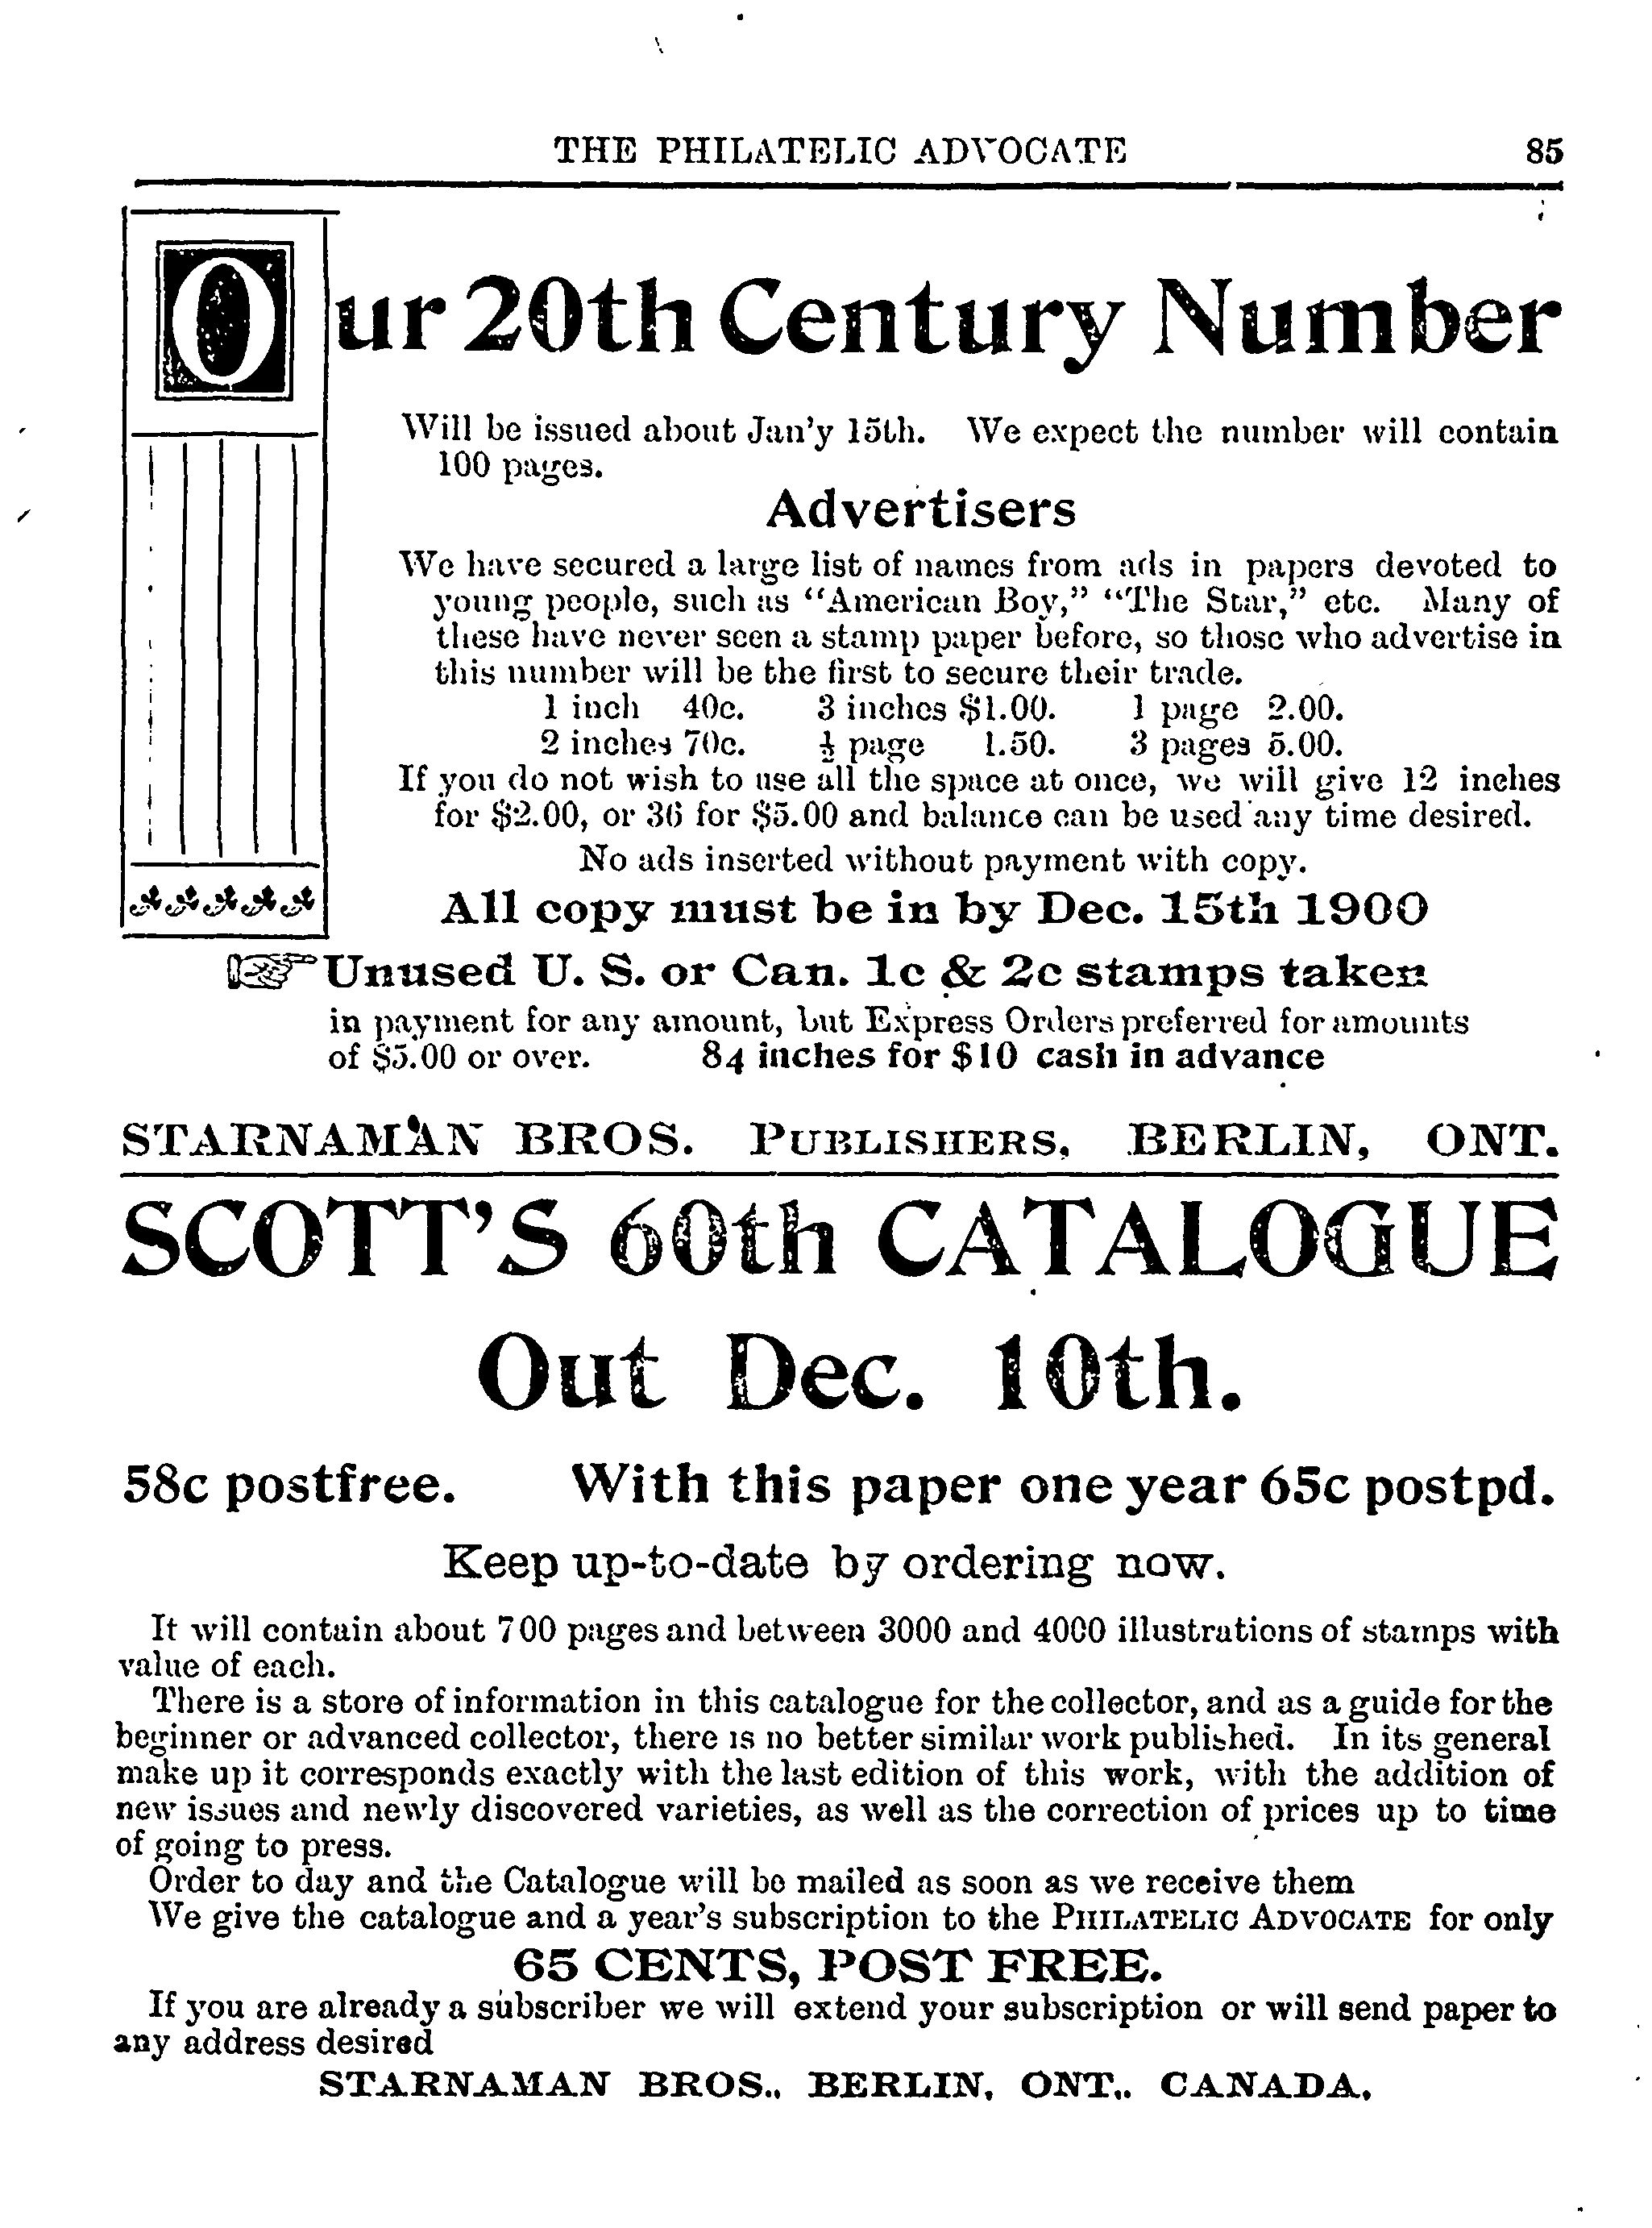 THE PHILATELIC ADVOCATE 85
Our 20th Century Number
Will be issued about Jan'y 15th. We expect the number will contain
100 pages.
Advertisers
We have secured a large list of names from ads in papers devoted to
young people, such as "American Boy," "The Star," etc. Many of
these have never seen a stamp paper before, so those who advertise in
this number will be the first to secure their trade.
1 inch 40c. 3 inches $1.00. 1 page 2.00.
2 inches 70c. ½ page 1.50. 3 pages 5.00.
If you do not wish to use all the space at once, we will give 12 inches
for $2.00, or 36 for $5.00 and balance can be used any time desired.
No ads inserted without payment with copy.
All copy must be in by Dec. 15th 1900
Unused U. S. or Can. 1c & 2c stamps taken
in payment for any amount, but Express Orders preferred for amounts
of $5.00 or over. 84 inches for $10 cash in advance
STARNAMAN BROS. PUBLISHERS, BERLIN, ONT.
SCOTT'S 60th CATALOGUE
Out Dec. 10th.
58c postfree. With this paper one year 65c postpd.
Keep up-to-date by ordering now.
It will contain about 700 pages and between 3000 and 4000 illustrations of stamps with
value of each.
There is a store of information in this catalogue for the collector, and as a guide for the
beginner or advanced collector, there is no better similar work published. In its general
make up it corresponds exactly with the last edition of this work, with the addition of
new issues and newly discovered varieties, as well as the correction of prices up to time
of going to press.
Order to day and the Catalogue will be mailed as soon as we receive them
We give the catalogue and a year's subscription to the PHILATELIC ADVOCATE for only
65 CENTS, POST FREE.
If you are already a subscriber we will extend your subscription or will send paper to
any address desired
STARNAMAN BROS., BERLIN, ONT,. CANADA.